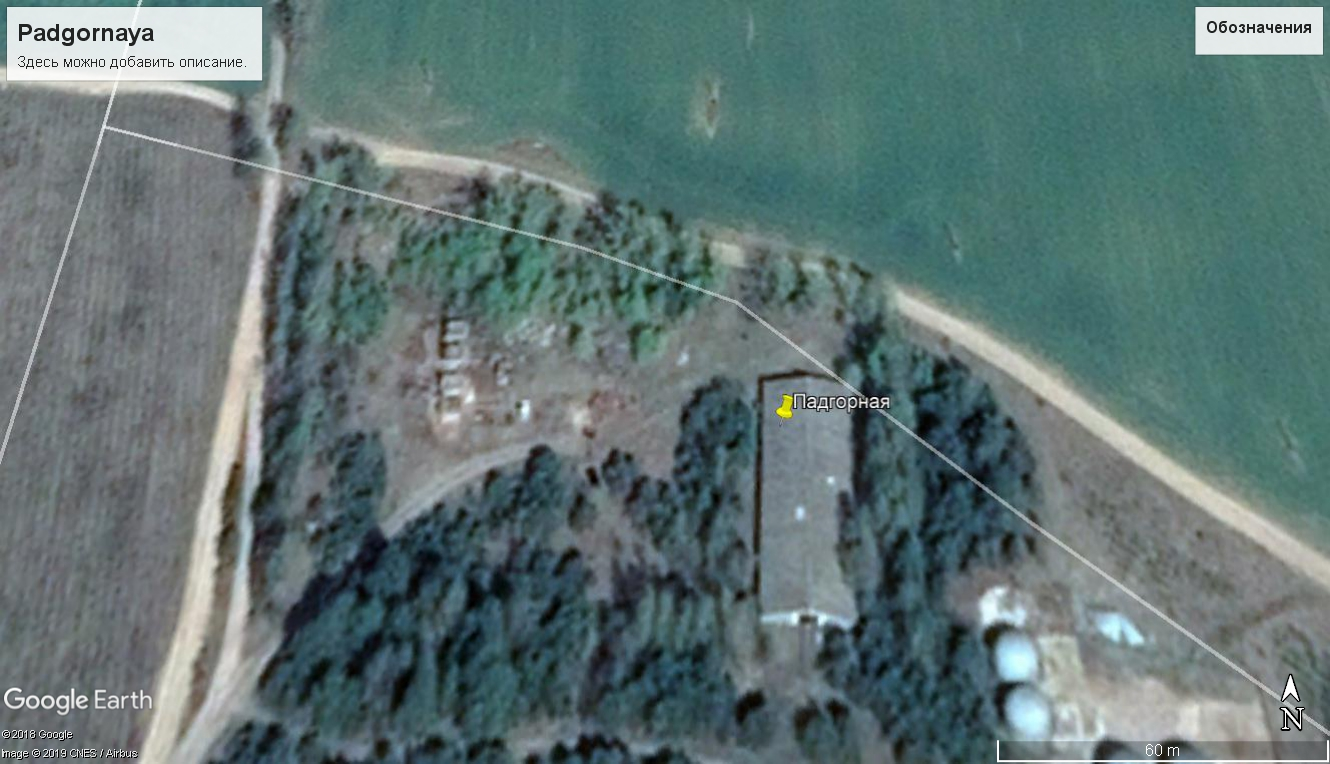 Padgornaya
Здесь можно добавить описание.
Обозначения
Падгорная
Google Earth
©2018 Google
Image ©2019 CNES / Airbus
N
60 m